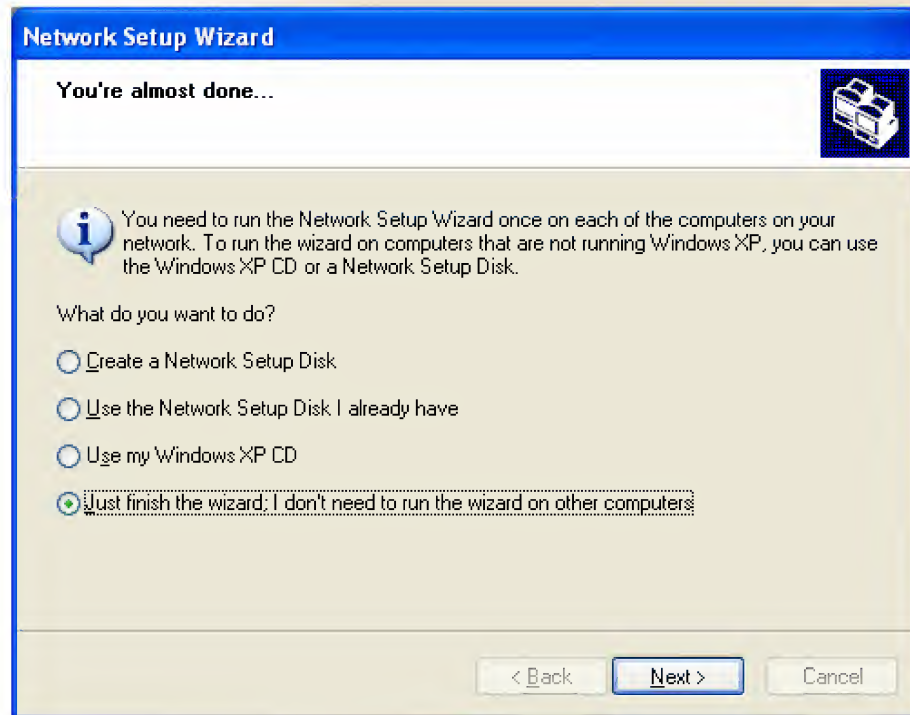 Network Setup Wizard
You're almost done...
You need to run the Network Setup Wizard once on each of the computers on your
network. To run the wizard on computers that are not running Windows XP, you can use
the Windows XP CD or a Network Setup Disk.
What do you want to do?
Create a Network Setup Disk
Use the Network Setup Disk I already have
Use my Windows XP CD
Just finish the wizard; I don't need to run the wizard on other computers
< Back
Next >
Cancel